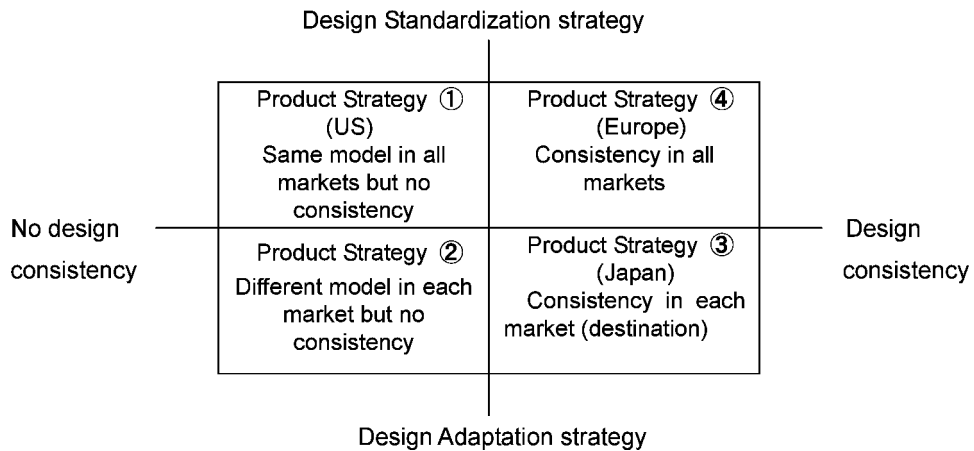 Design Standardization strategy
Product Strategy ①
(US)
Same model in all
markets but no
consistency
Product Strategy ④
(Europe)
Consistency in all
markets
No design
consistency
Design
consistency
Product Strategy ②
Different model in each
market but no
consistency
Product Strategy ③
(Japan)
Consistency in each
market (destination)
Design Adaptation strategy